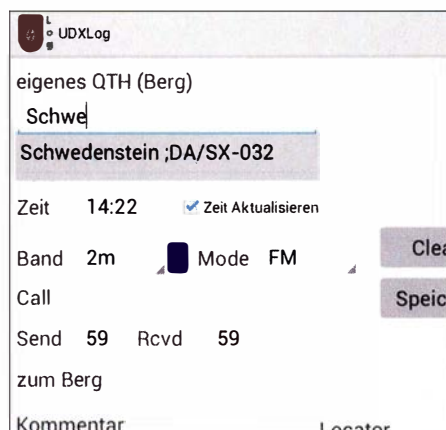 Log UDXLog
eigenes QTH (Berg)
Schwe
Schwedenstein ;DA/SX-032
Zeit 14:22 Zeit Aktualisieren
Band 2m Mode FM
Clea
Call
Speic
Send 59 Rcvd 59
zum Berg
Kommentar Locator